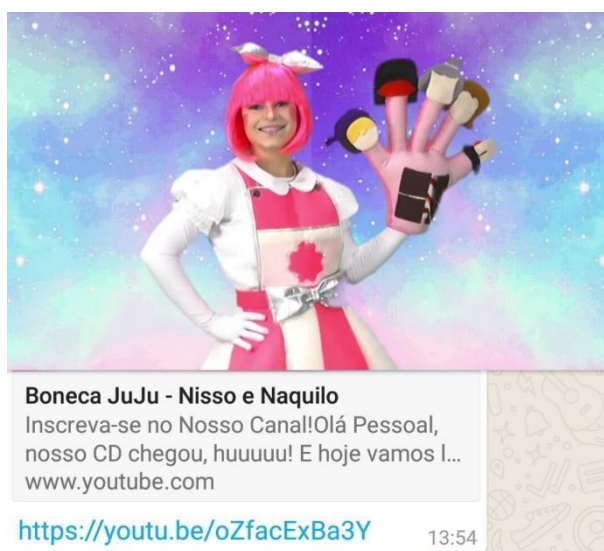 Boneca JuJu - Nisso e Naquilo
Inscreva-se no Nosso Canal!Olá Pessoal,
nosso CD chegou, huuuuu! E hoje vamos l...
www.youtube.com
https://youtu.be/oZfacExBa3Y
13:54